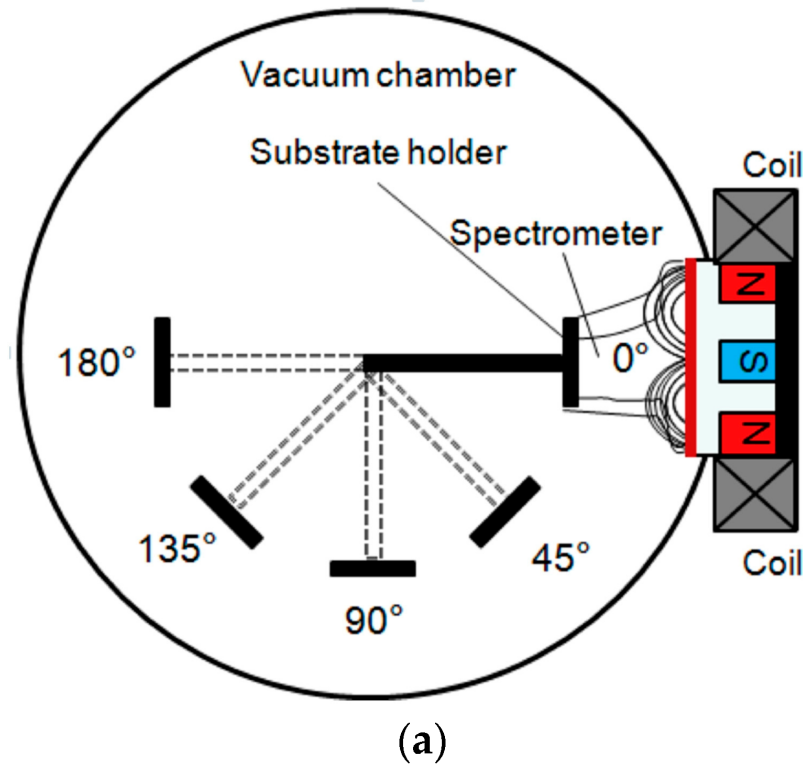 Vacuum chamber
Substrate holder
Coil
Spectrometer
N
180°
0°
S
N
135°
45°
90°
Coil
(a)